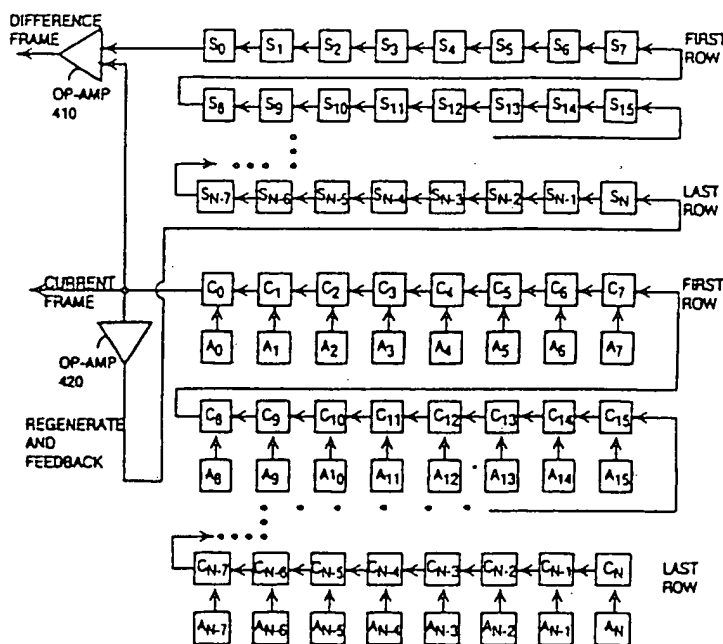 DIFFERENCE
FRAME
OP-AMP
410
S0 S1 S2 S3 S4 S5 S6 S7
FIRST
ROW
S8 S9 S10 S11 S12 S13 S14 S15
SN-7 SN-6 SN-5 SN-4 SN-3 SN-2 SN-1 SN
LAST
ROW
CURRENT
FRAME
C0 C1 C2 C3 C4 C5 C6 C7
FIRST
ROW
A0 A1 A2 A3 A4 A5 A6 A7
OP-AMP
420
REGENERATE
AND
FEEDBACK
C8 C9 C10 C11 C12 C13 C14 C15
A8 A9 A10 A11 A12 A13 A14 A15
CN-7 CN-6 CN-5 CN-4 CN-3 CN-2 CN-1 CN
LAST
ROW
AN-7 AN-6 AN-5 AN-4 AN-3 AN-2 AN-1 AN